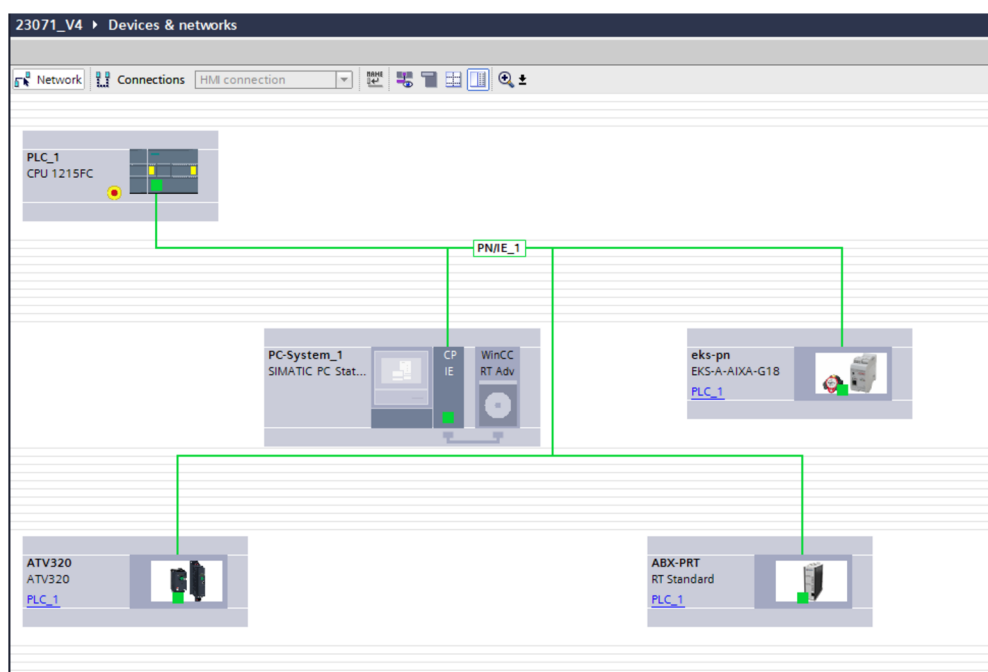 23071_V4 ▸ Devices & networks
Network Connections HMI connection
PLC_1
CPU 1215FC
PN/IE_1
PC-System_1
SIMATIC PC Stat...
CP
IE
WinCC
RT Adv
eks-pn
EKS-A-AIXA-G18
PLC_1
ATV320
ATV320
PLC_1
ABX-PRT
RT Standard
PLC_1